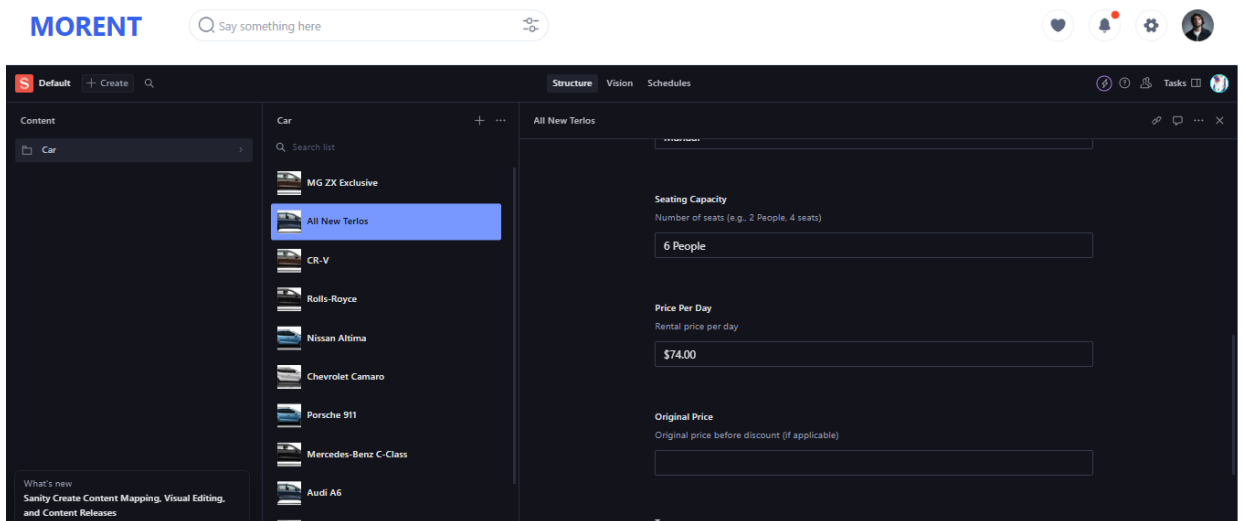 MORENT
Say something here
S Default + Create
Structure Vision Schedules
Tasks
Content
Car
Car
Search list
MG ZX Exclusive
All New Terlos
CR-V
Rolls-Royce
Nissan Altima
Chevrolet Camaro
Porsche 911
Mercedes-Benz C-Class
Audi A6
What's new
Sanity Create Content Mapping, Visual Editing,
and Content Releases
All New Terlos
Manual
Seating Capacity
Number of seats (e.g., 2 People, 4 seats)
6 People
Price Per Day
Rental price per day
$74.00
Original Price
Original price before discount (if applicable)